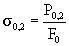 σ₀,₂ = P₀,₂ / F₀